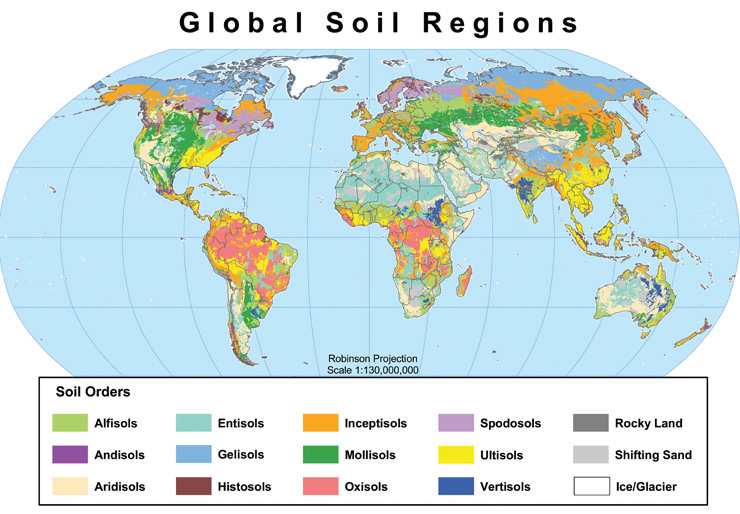 Global Soil Regions
Robinson Projection
Scale 1:130,000,000
Soil Orders
Alfisols Entisols Inceptisols Spodosols Rocky Land
Andisols Gelisols Mollisols Ultisols Shifting Sand
Aridisols Histosols Oxisols Vertisols Ice/Glacier